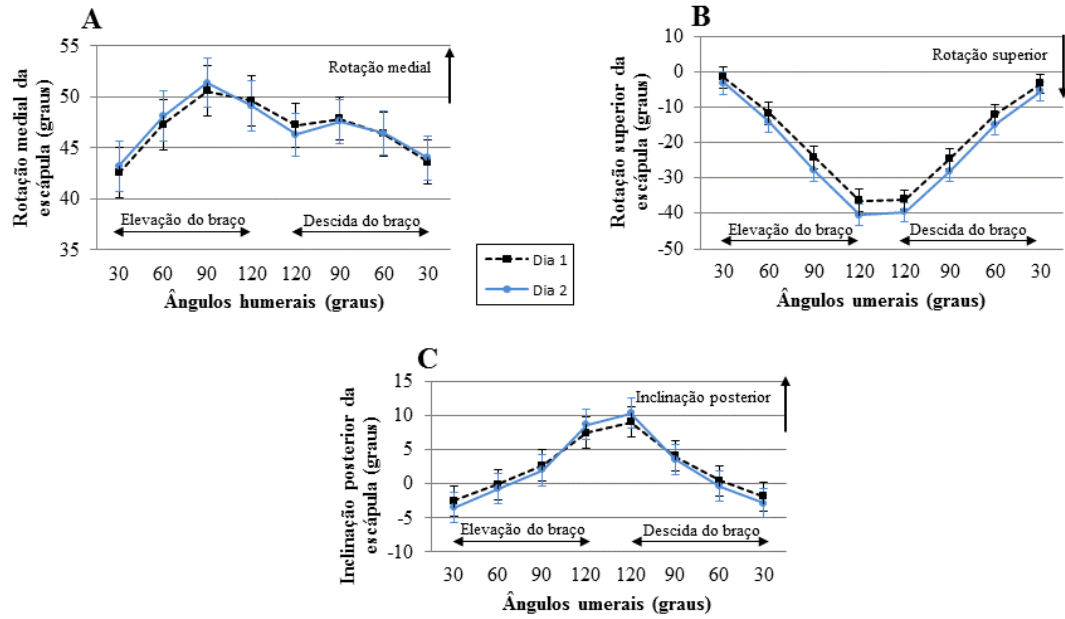 A
Rotação medial da
escápula (graus)
55
50
45
40
35
Rotação medial
Elevação do braço
Descida do braço
30 60 90 120 120 90 60 30
Ângulos humerais (graus)
B
Rotação superior da
escápula (graus)
10
0
-10
-20
-30
-40
-50
Rotação superior
Elevação do braço
Descida do braço
30 60 90 120 120 90 60 30
Ângulos umerais (graus)
Dia 1
Dia 2
C
Inclinação posterior da
escápula (graus)
15
10
5
0
-5
-10
Inclinação posterior
Elevação do braço
Descida do braço
30 60 90 120 120 90 60 30
Ângulos umerais (graus)